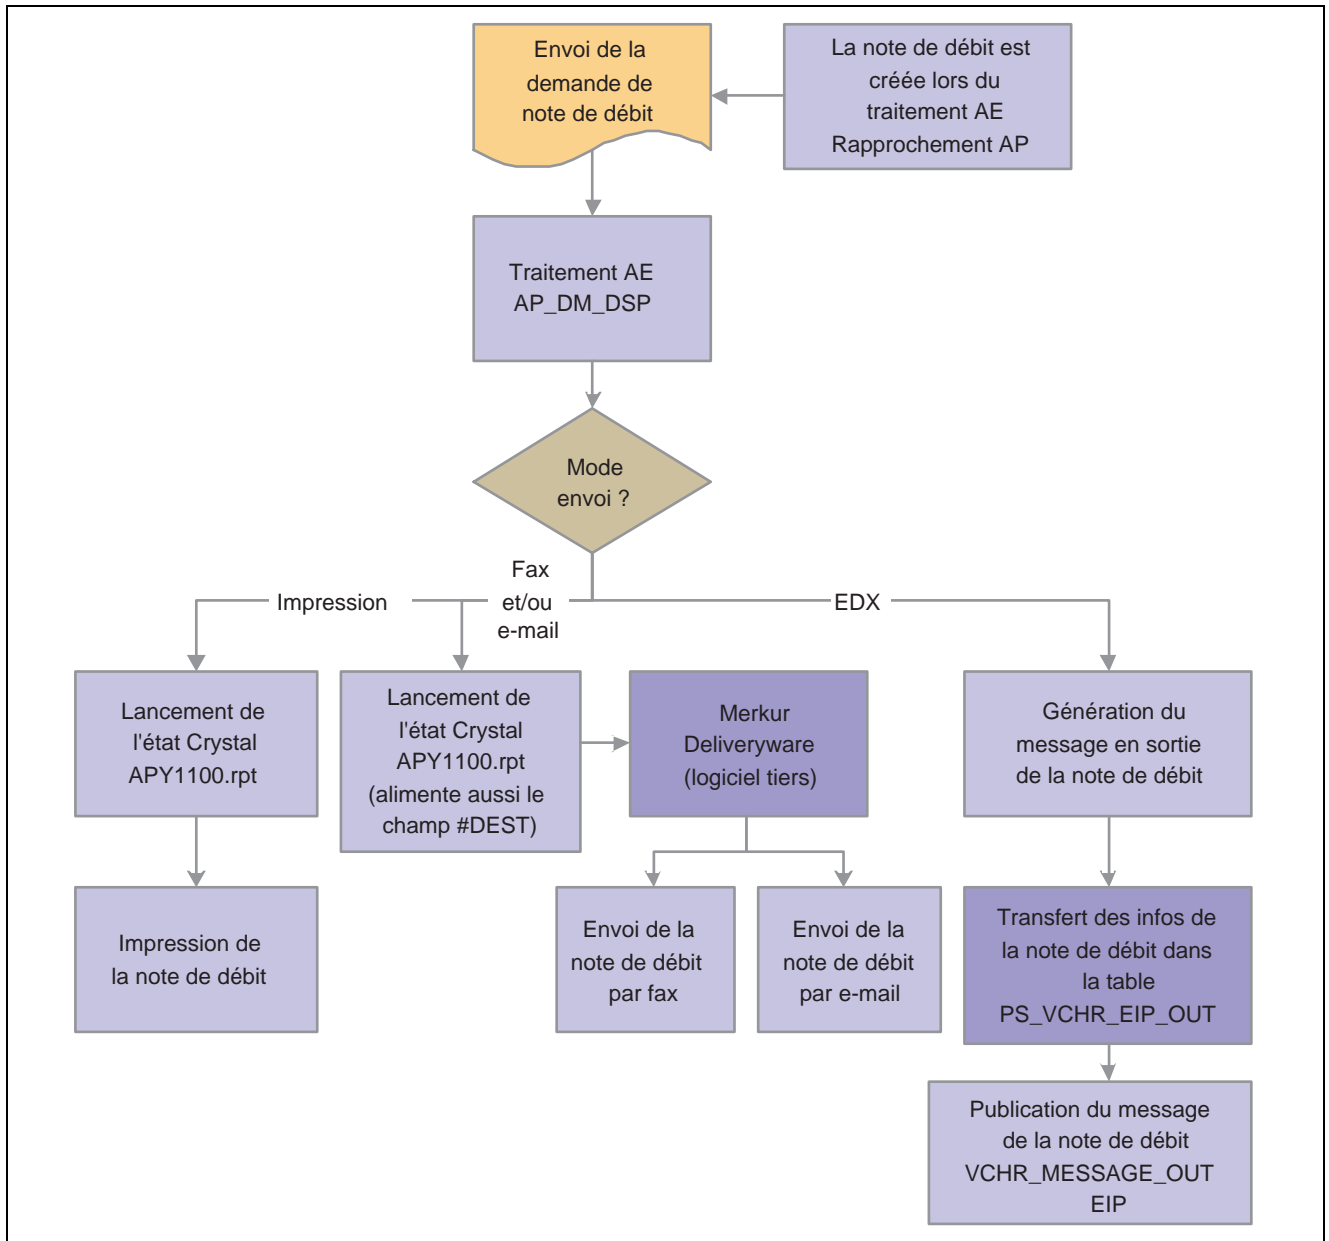 Envoi de la
demande de
note de débit
La note de débit est
créée lors du
traitement AE
Rapprochement AP
Traitement AE
AP_DM_DSP
Mode
envoi ?
Impression
Fax
et/ou
e-mail
EDX
Lancement de
l'état Crystal
APY1100.rpt
Lancement de
l'état Crystal
APY1100.rpt
(alimente aussi le
champ #DEST)
Merkur
Deliveryware
(logiciel tiers)
Génération du
message en sortie
de la note de débit
Impression de
la note de débit
Envoi de la
note de débit
par fax
Envoi de la
note de débit
par e-mail
Transfert des infos de
la note de débit dans
la table
PS_VCHR_EIP_OUT
Publication du message
de la note de débit
VCHR_MESSAGE_OUT
EIP